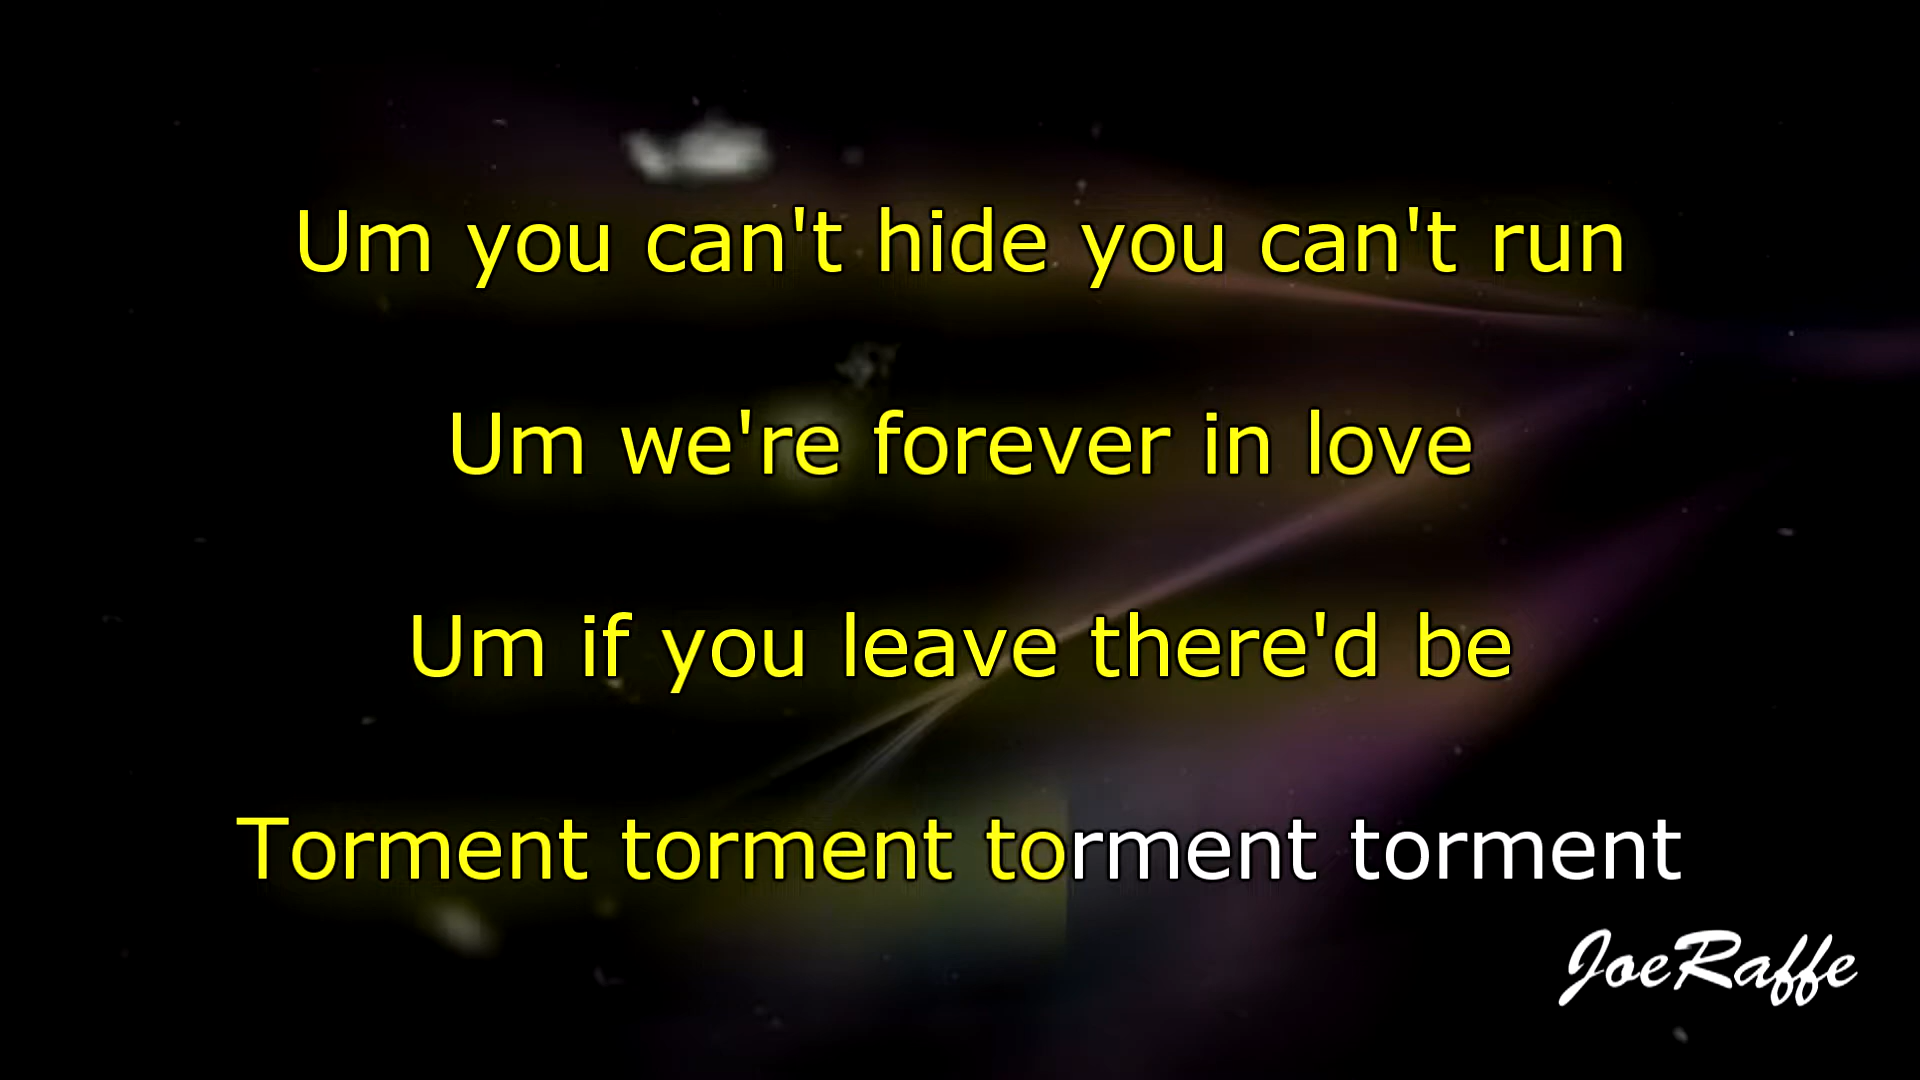 Um you can't hide you can't run
Um we're forever in love
Um if you leave there'd be
Torment torment torment torment
JoeRaffe